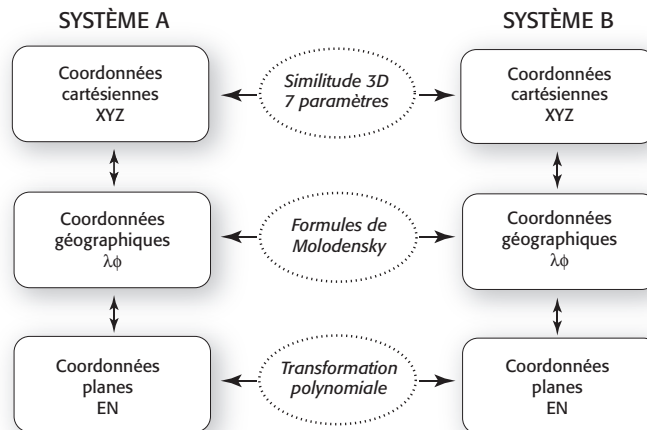 SYSTÈME A
SYSTÈME B
Coordonnées
cartésiennes
XYZ
Similitude 3D
7 paramètres
Coordonnées
cartésiennes
XYZ
Coordonnées
géographiques
λϕ
Formules de
Molodensky
Coordonnées
géographiques
λϕ
Coordonnées
planes
EN
Transformation
polynomiale
Coordonnées
planes
EN